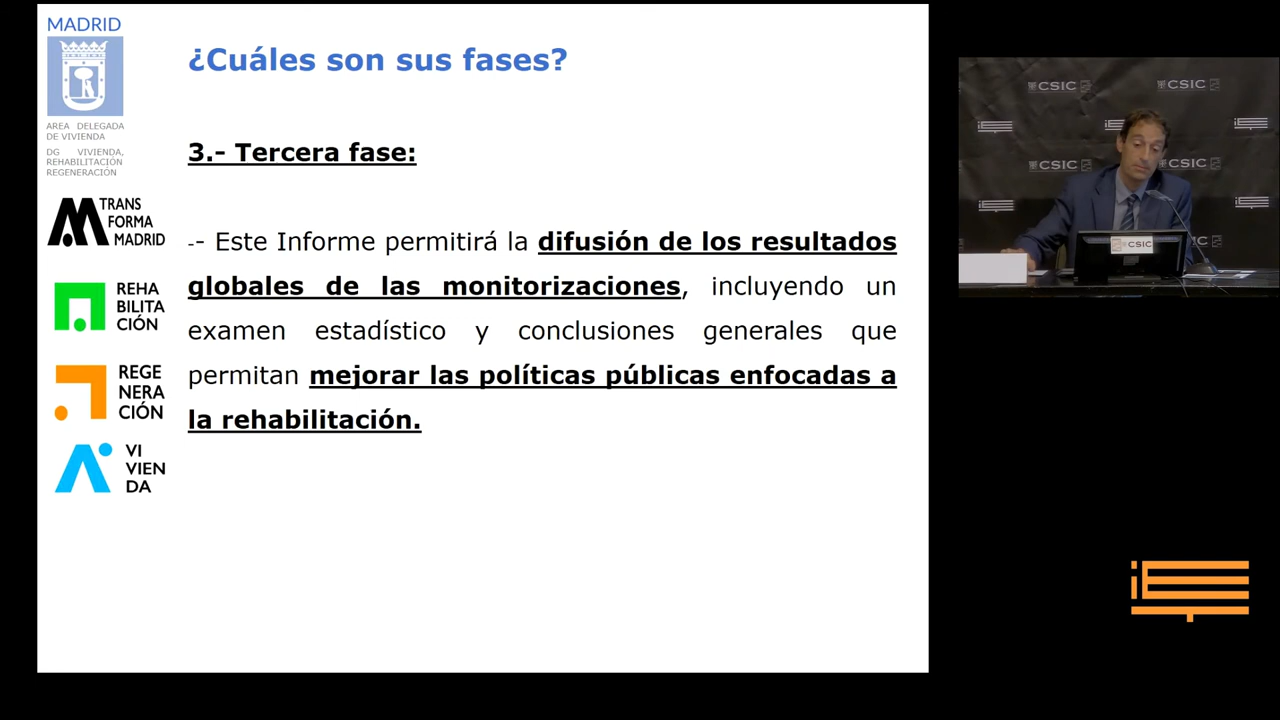 MADRID
AREA DELEGADA
DE VIVIENDA
DG VIVIENDA,
REHABILITACIÓN
REGENERACIÓN
TRANS
FORMA
MADRID
REHA
BILITA
CIÓN
REGE
NERA
CIÓN
VI
VIEN
DA
¿Cuáles son sus fases?
3.- Tercera fase:
-- Este Informe permitirá la difusión de los resultados
globales de las monitorizaciones, incluyendo un
examen estadístico y conclusiones generales que
permitan mejorar las políticas públicas enfocadas a
la rehabilitación.
CSIC
CSIC
CSIC
CSIC
CSIC